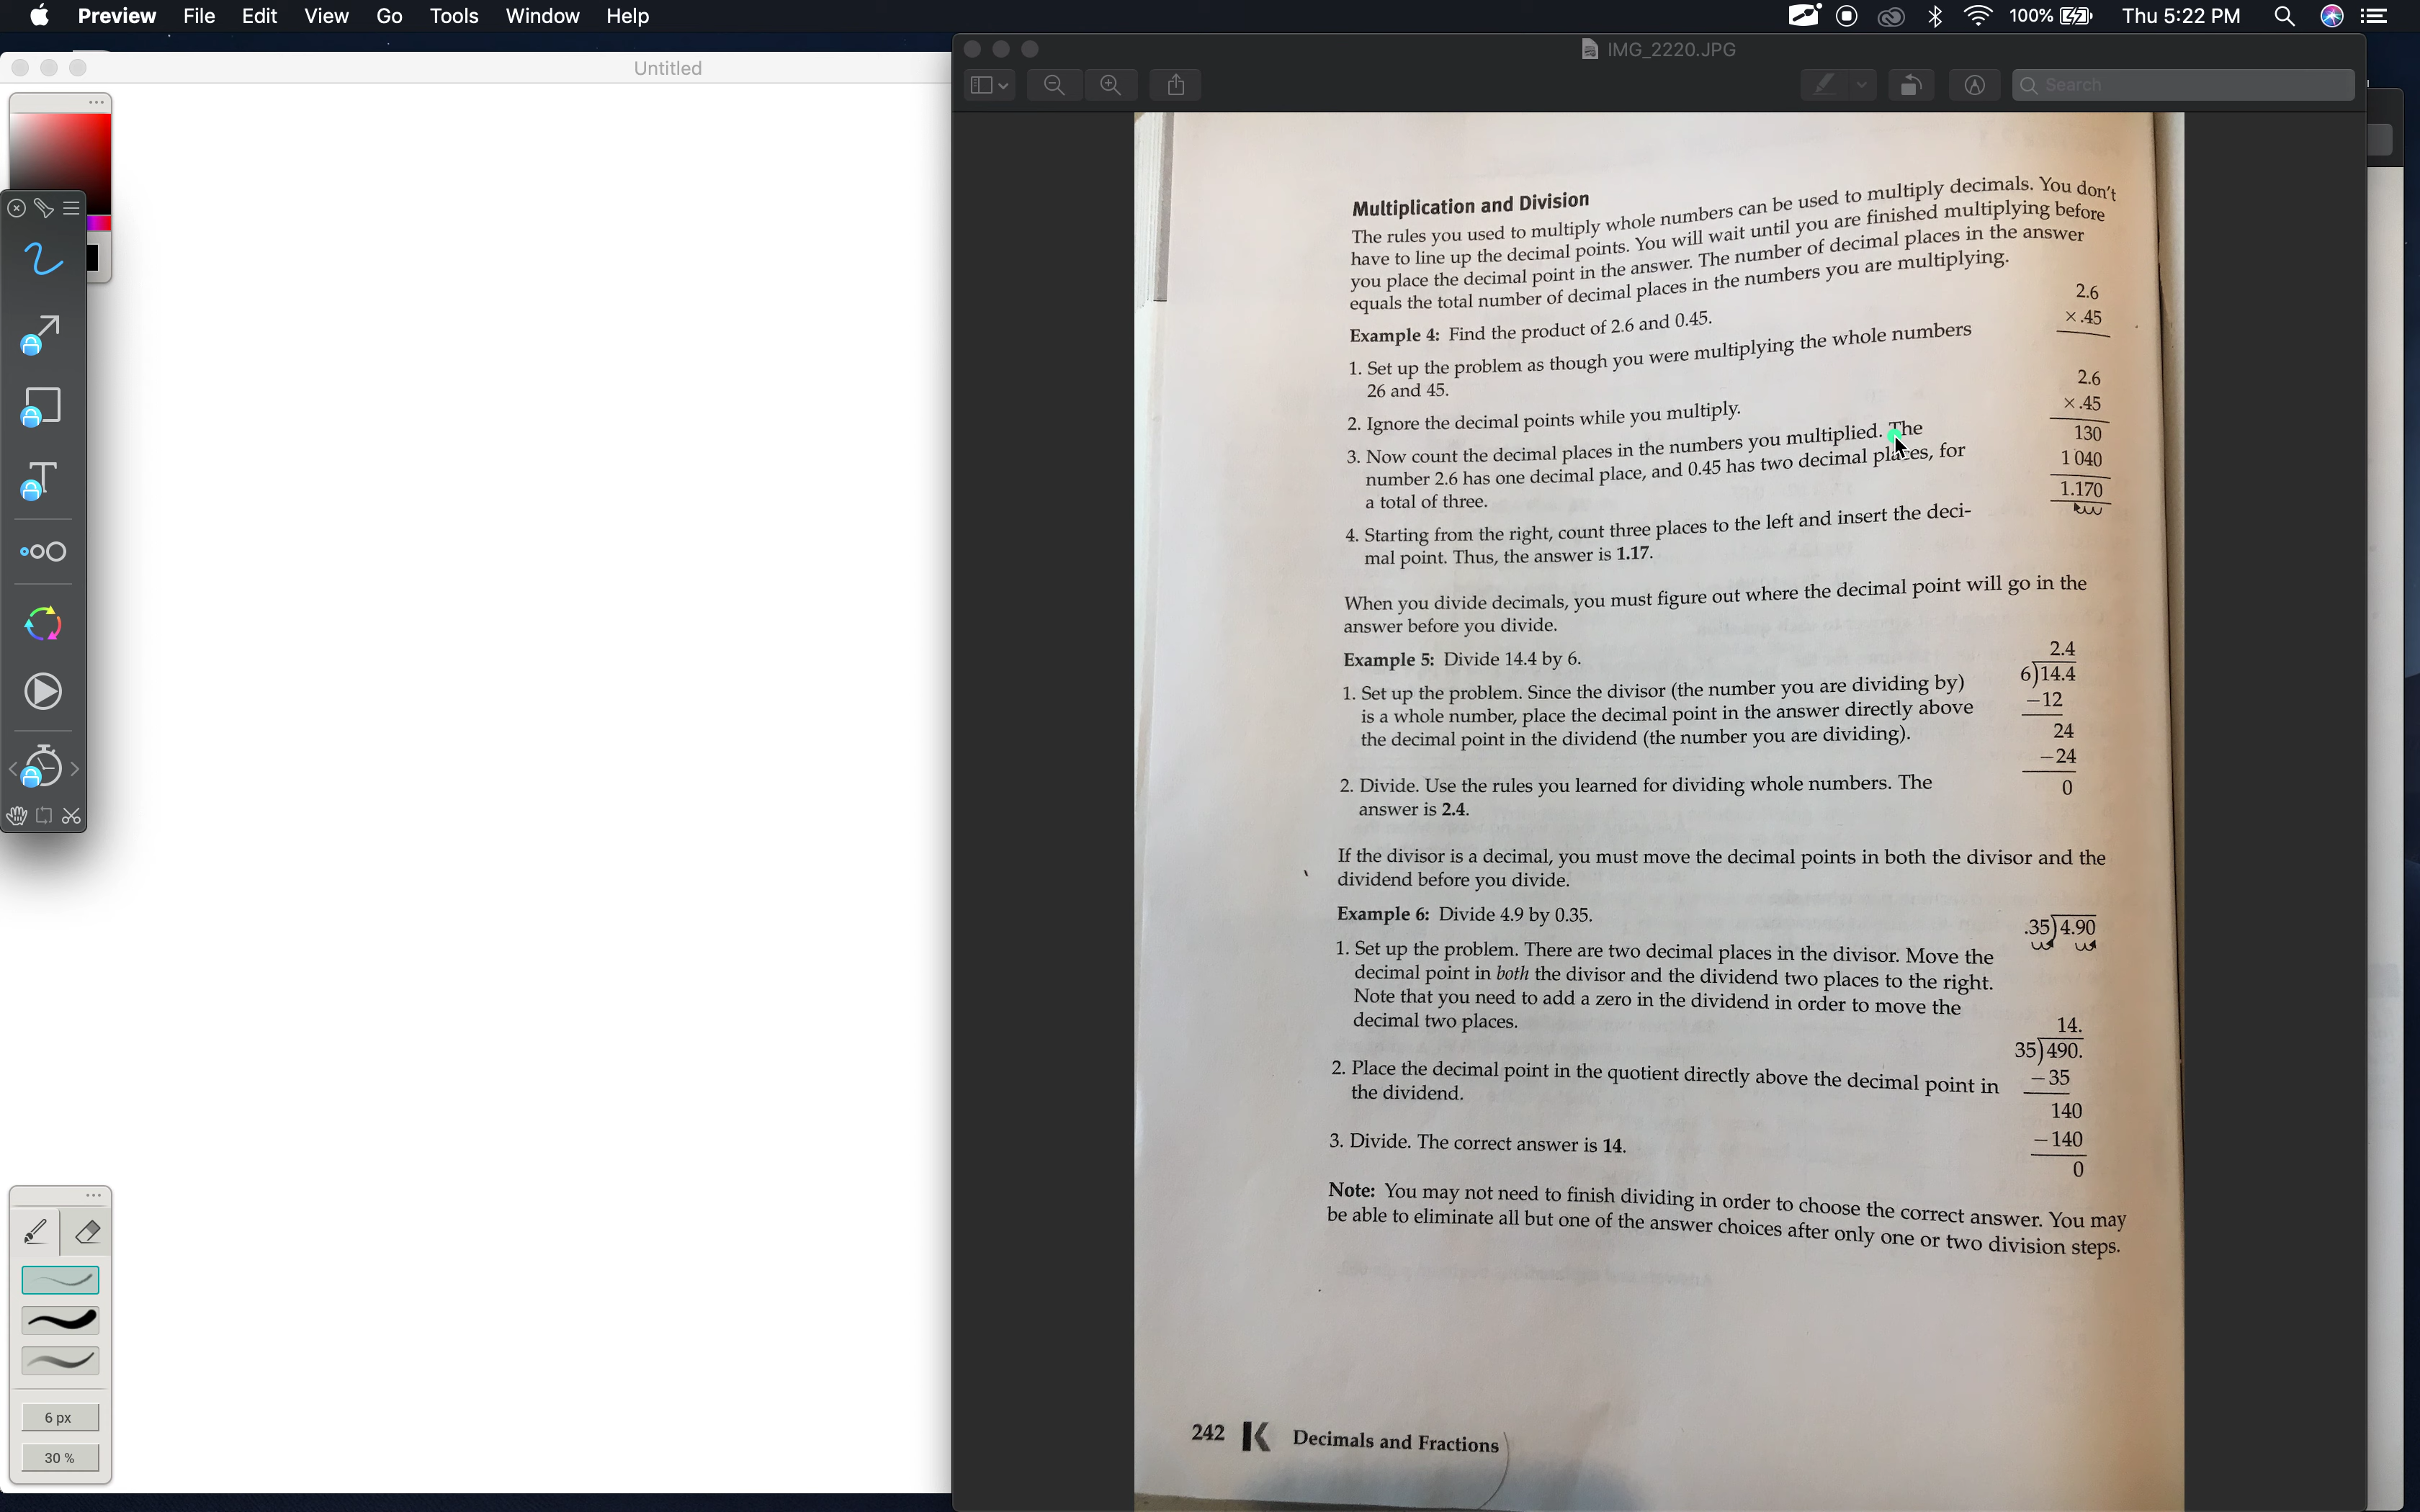 Preview File Edit View Go Tools Window Help
100% Thu 5:22 PM
Untitled
IMG_2220.JPG
Search
Multiplication and Division
The rules you used to multiply whole numbers can be used to multiply decimals. You don't
have to line up the decimal points. You will wait until you are finished multiplying before
you place the decimal point in the answer. The number of decimal places in the answer
equals the total number of decimal places in the numbers you are multiplying.
Example 4: Find the product of 2.6 and 0.45.
2.6
× .45
1. Set up the problem as though you were multiplying the whole numbers
26 and 45.
2. Ignore the decimal points while you multiply.
3. Now count the decimal places in the numbers you multiplied. The
number 2.6 has one decimal place, and 0.45 has two decimal places, for
a total of three.
2.6
× .45
130
1 040
1.170
4. Starting from the right, count three places to the left and insert the deci-
mal point. Thus, the answer is 1.17.
When you divide decimals, you must figure out where the decimal point will go in the
answer before you divide.
Example 5: Divide 14.4 by 6.
1. Set up the problem. Since the divisor (the number you are dividing by)
is a whole number, place the decimal point in the answer directly above
the decimal point in the dividend (the number you are dividing).
2.4
6)14.4
−12
24
−24
0
2. Divide. Use the rules you learned for dividing whole numbers. The
answer is 2.4.
If the divisor is a decimal, you must move the decimal points in both the divisor and the
dividend before you divide.
Example 6: Divide 4.9 by 0.35.
.35)4.90
1. Set up the problem. There are two decimal places in the divisor. Move the
decimal point in both the divisor and the dividend two places to the right.
Note that you need to add a zero in the dividend in order to move the
decimal two places.
14.
35)490.
−35
140
−140
0
2. Place the decimal point in the quotient directly above the decimal point in
the dividend.
3. Divide. The correct answer is 14.
Note: You may not need to finish dividing in order to choose the correct answer. You may
be able to eliminate all but one of the answer choices after only one or two division steps.
242 K Decimals and Fractions
6 px
30 %